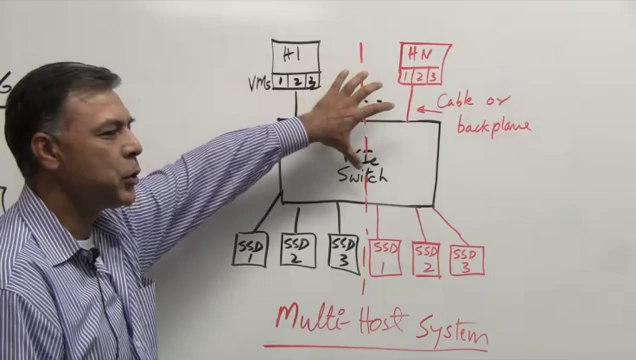 H1
HN
VMs 1 2 3
1 2 3
Cable or
backplane
Switch
SSD
1
SSD
2
SSD
3
SSD
1
SSD
2
SSD
3
Multi-Host System